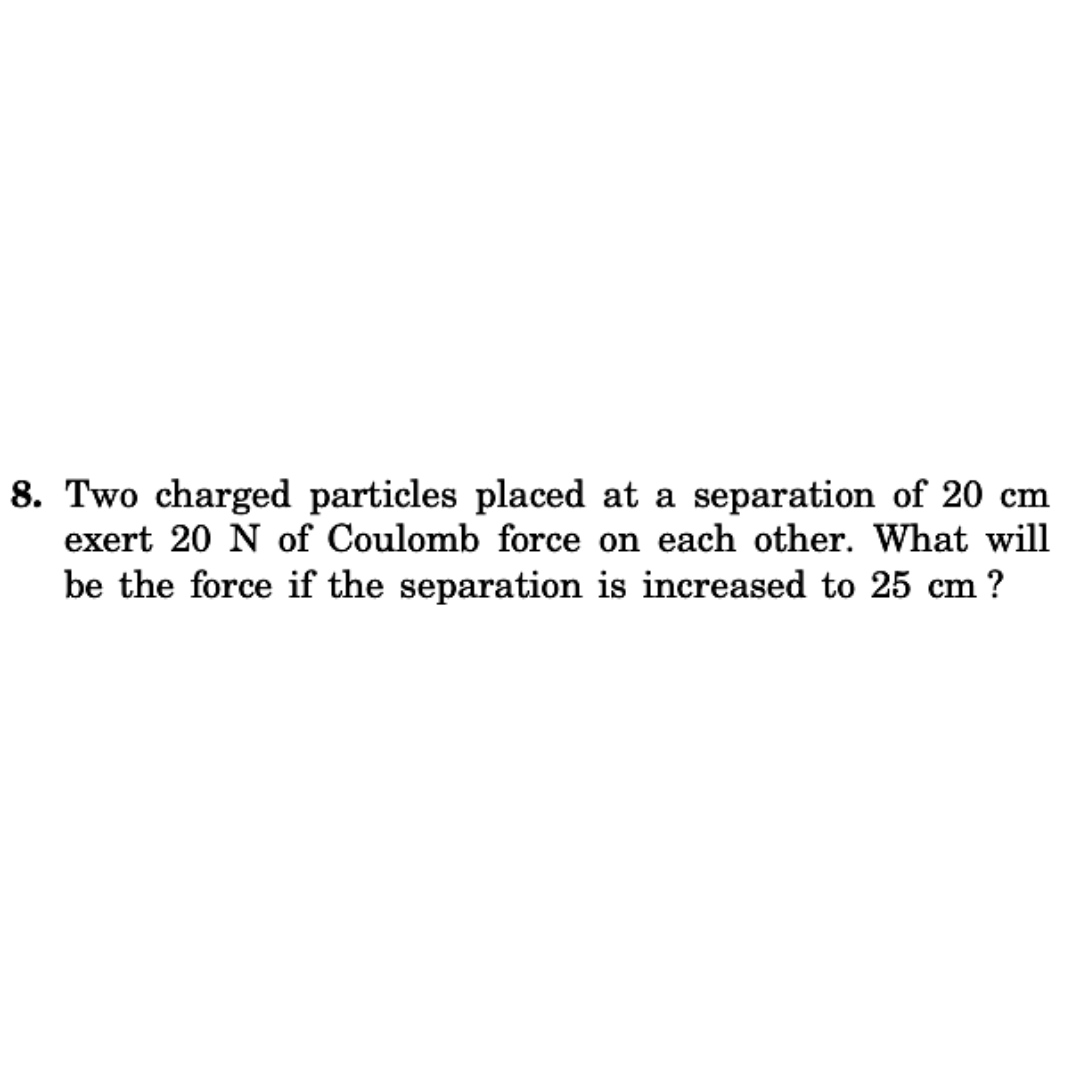 8. Two charged particles placed at a separation of 20 cm
exert 20 N of Coulomb force on each other. What will
be the force if the separation is increased to 25 cm ?